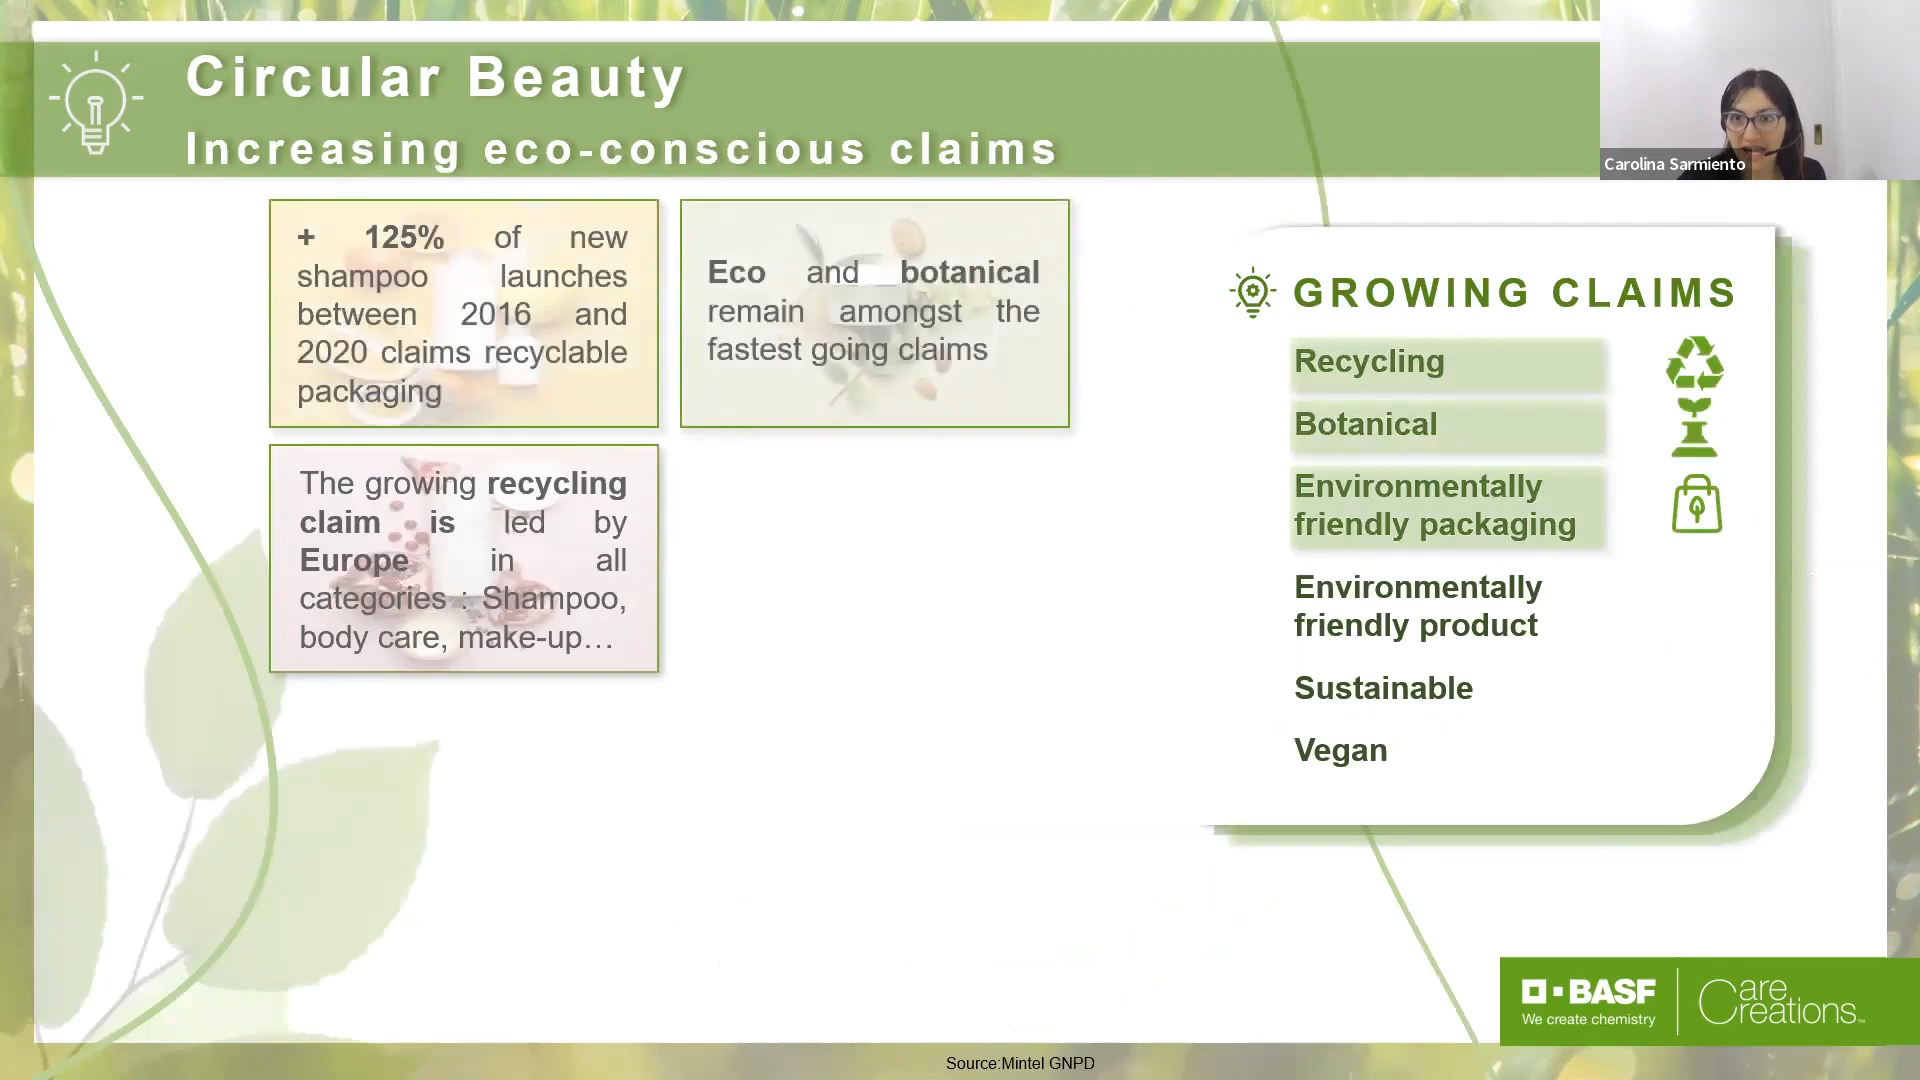 Circular Beauty
Increasing eco-conscious claims
Carolina Sarmiento
+ 125% of new
shampoo launches
between 2016 and
2020 claims recyclable
packaging
Eco and botanical
remain amongst the
fastest going claims
The growing recycling
claim is led by
Europe in all
categories : Shampoo,
body care, make-up…
GROWING CLAIMS
Recycling
Botanical
Environmentally
friendly packaging
Environmentally
friendly product
Sustainable
Vegan
BASF
We create chemistry
Care
Creations™
Source:Mintel GNPD